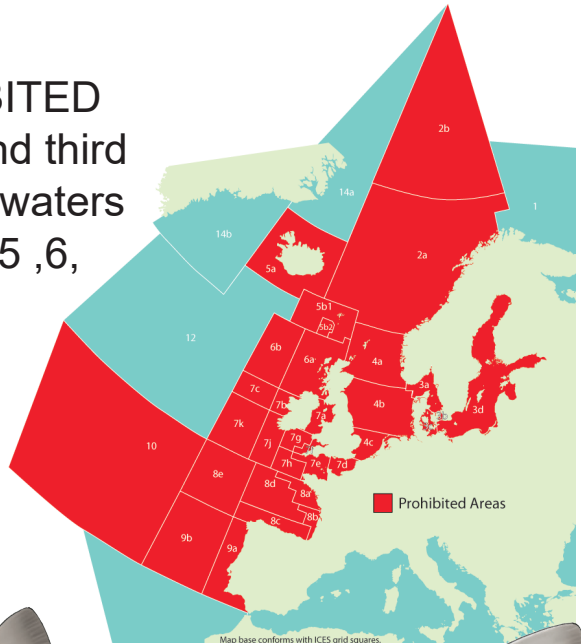 BITED
nd third
waters
5 ,6,
2b
14a
1
14b
2a
5a
5b1
5b2
12
6b
6a
4a
3a
7c
7b
7a
4b
3d
10
7k
7j
7g
4c
7h
7e
7d
8e
8d
8a
8b
8c
9b
9a
Prohibited Areas
Map base conforms with ICES grid squares.